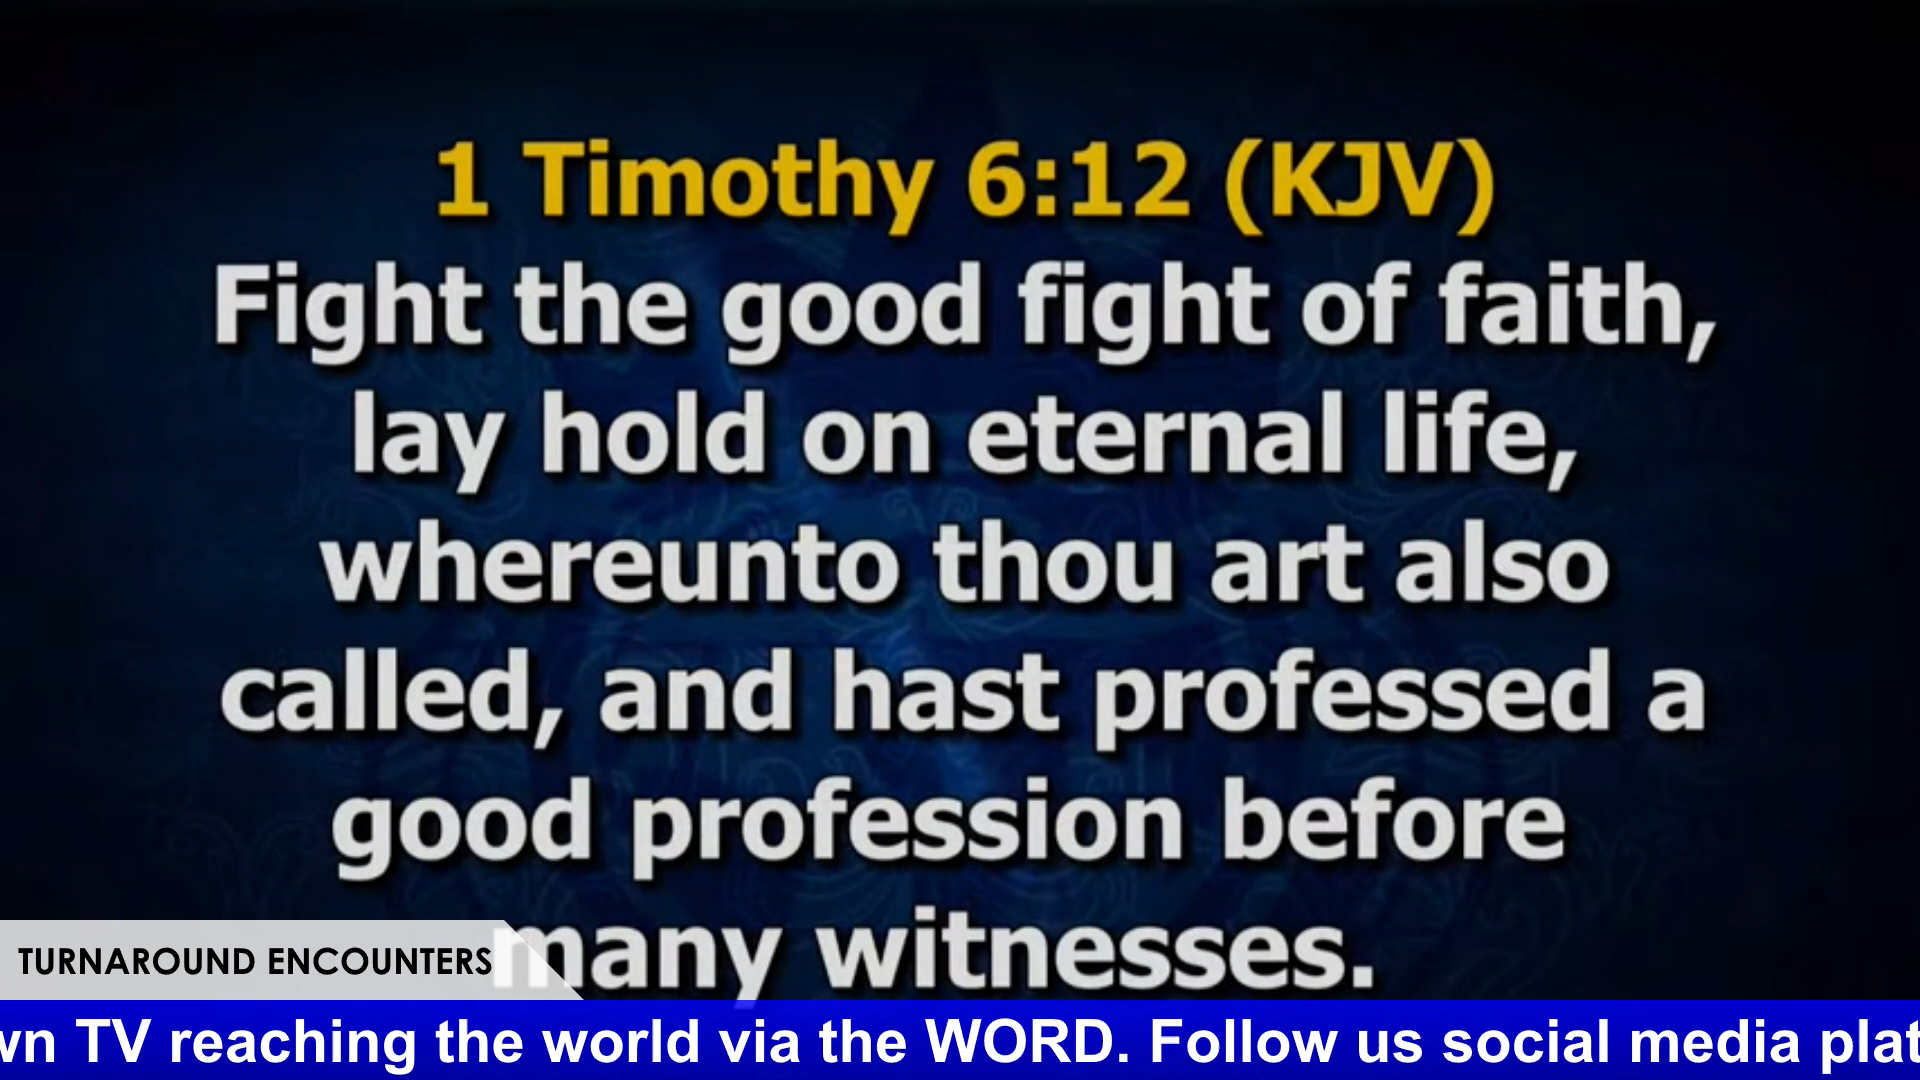 1 Timothy 6:12 (KJV)
Fight the good fight of faith,
lay hold on eternal life,
whereunto thou art also
called, and hast professed a
good profession before
many witnesses.
TURNAROUND ENCOUNTERS
TV reaching the world via the WORD. Follow us social media